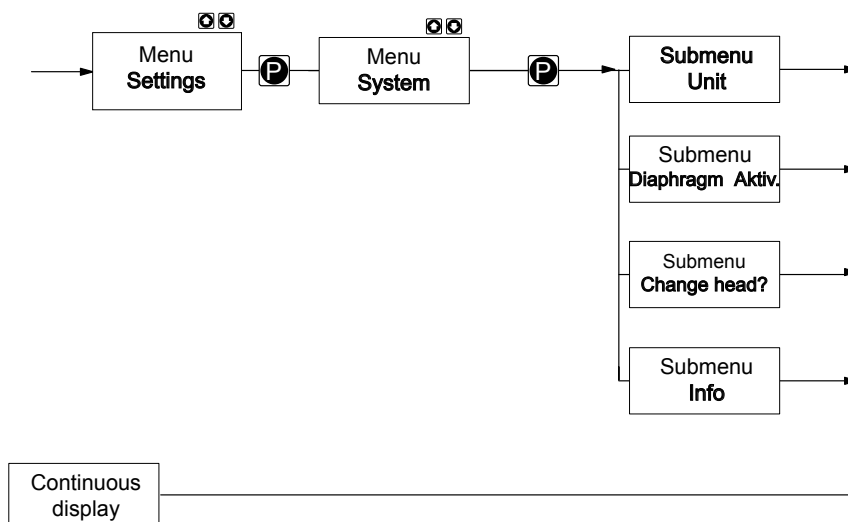 Menu
Settings
P
Menu
System
P
Submenu
Unit
Submenu
Diaphragm Aktiv.
Submenu
Change head?
Submenu
Info
Continuous
display